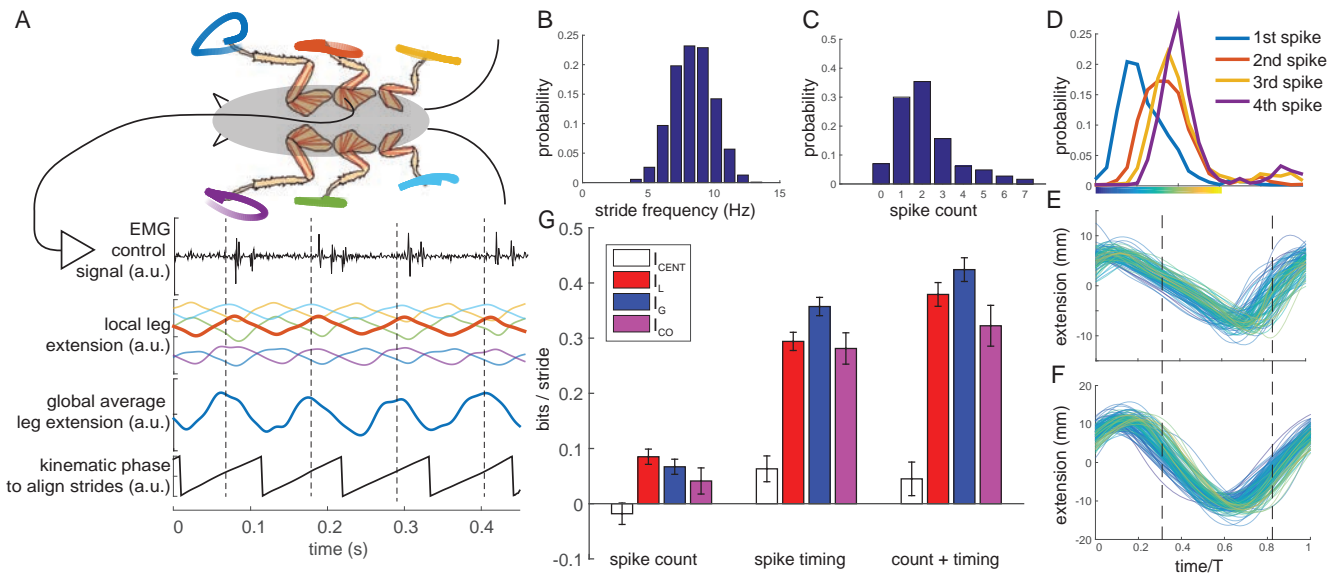 A
EMG
control
signal (a.u.)
local leg
extension (a.u.)
global average
leg extension (a.u.)
kinematic phase
to align strides (a.u.)
0 0.1 0.2 0.3 0.4
time (s)
B
probability
0.25
0.2
0.15
0.1
0.05
0
5 10 15
stride frequency (Hz)
C
probability
0.5
0.4
0.3
0.2
0.1
0
0 1 2 3 4 5 6 7
spike count
D
probability
0.25
0.2
0.15
0.1
0.05
0
1st spike
2nd spike
3rd spike
4th spike
G
bits / stride
0.5
0.4
0.3
0.2
0.1
0
-0.1
I_CENT
I_L
I_G
I_CO
spike count spike timing count + timing
E
extension (mm)
10
0
-10
F
extension (mm)
20
10
0
-10
-20
0 0.2 0.4 0.6 0.8 1
time/T